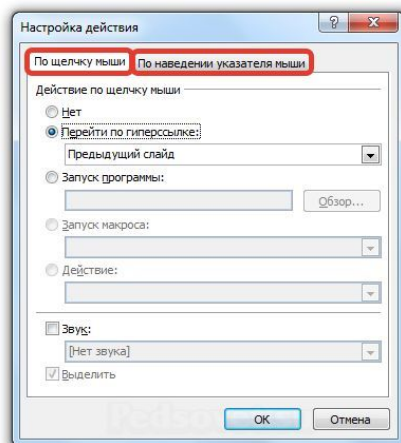 Настройка действия
По щелчку мыши По наведении указателя мыши
Действие по щелчку мыши
Нет
Перейти по гиперссылке:
Предыдущий слайд
Запуск программы:
Обзор...
Запуск макроса:
Действие:
Звук:
[Нет звука]
Выделить
ОК Отмена